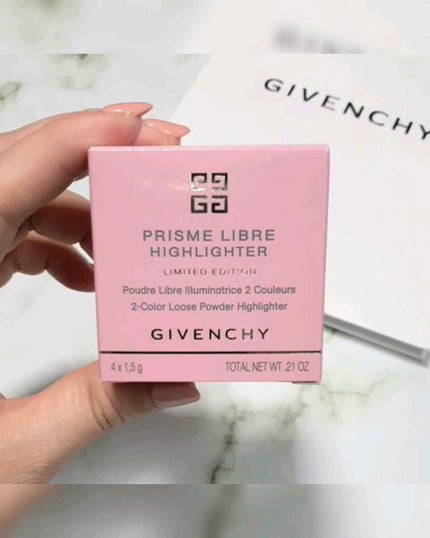 GIVENCHY
PRISME LIBRE
HIGHLIGHTER
LIMITED EDITION
Poudre Libre Illuminatrice 2 Couleurs
2-Color Loose Powder Highlighter
GIVENCHY
4 x 1,5 g TOTAL NET WT .21 OZ